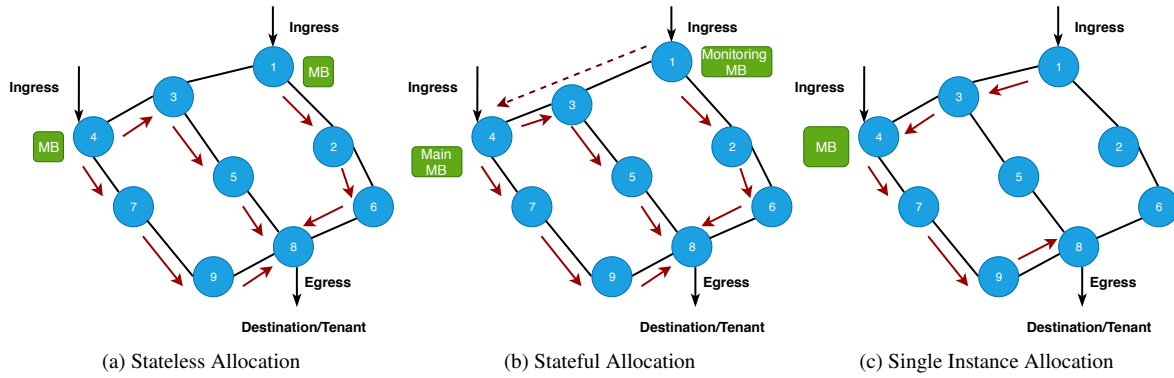 Ingress
1
MB
Ingress
3
4
MB
2
5
7
6
8
9
Egress
Destination/Tenant
(a) Stateless Allocation
Ingress
1
Monitoring
MB
Ingress
3
4
Main
MB
2
5
7
6
8
9
Egress
Destination/Tenant
(b) Stateful Allocation
Ingress
1
Ingress
3
4
MB
2
5
7
6
8
9
Egress
Destination/Tenant
(c) Single Instance Allocation